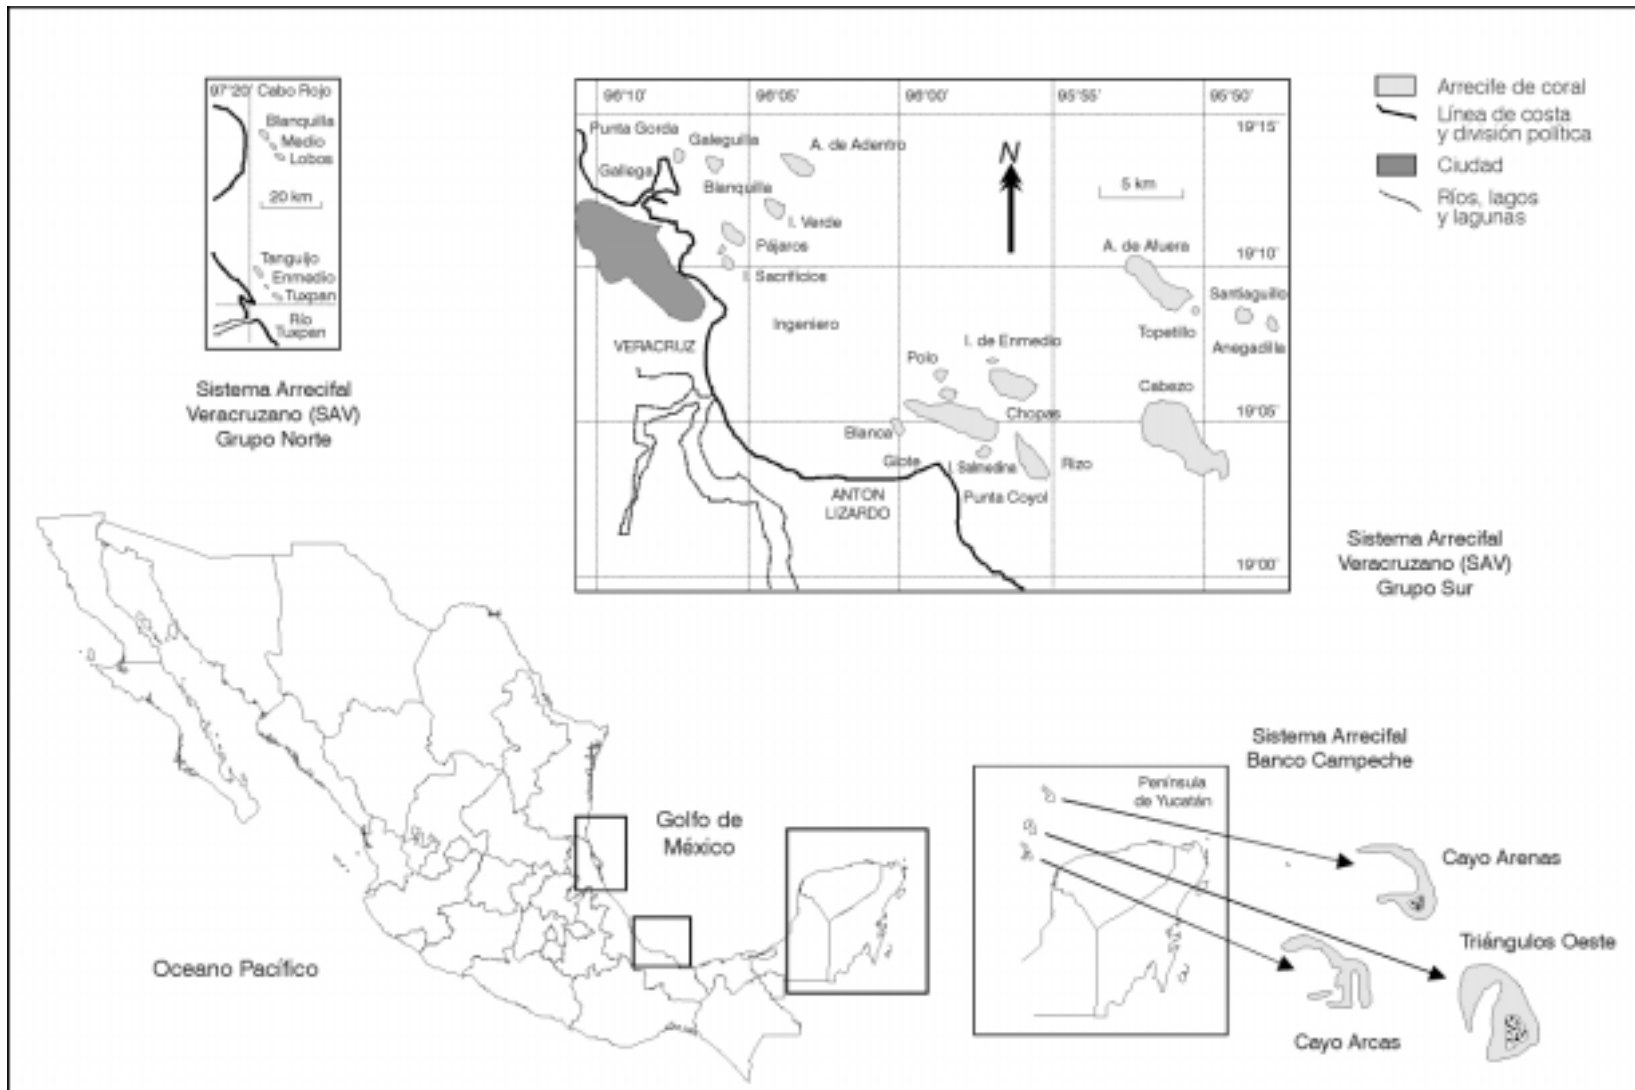 97°20' Cabo Rojo
Blanquilla
Medio
Lobos
20 km
Tanguijo
Enmedio
Tuxpan
Río
Tuxpan
Sistema Arrecifal
Veracruzano (SAV)
Grupo Norte
96°10'
96°05'
96°00'
95°55'
95°50'
19°15'
19°10'
19°05'
19°00'
Punta Gorda
Galeguilla
A. de Adentro
Gallega
Blanquilla
I. Verde
Pájaros
I. Sacrificios
Ingeniero
VERACRUZ
N
5 km
A. de Afuera
Santiaguillo
Topetillo
Anegadilla
I. de Enmedio
Polo
Cabezo
Chopas
Blanca
Giote
I. Salmedina
Rizo
Punta Coyol
ANTON
LIZARDO
Arrecife de coral
Línea de costa
y división política
Ciudad
Ríos, lagos
y lagunas
Sistema Arrecifal
Veracruzano (SAV)
Grupo Sur
Golfo de
México
Oceano Pacífico
Sistema Arrecifal
Banco Campeche
Península
de Yucatán
Cayo Arenas
Triángulos Oeste
Cayo Arcas